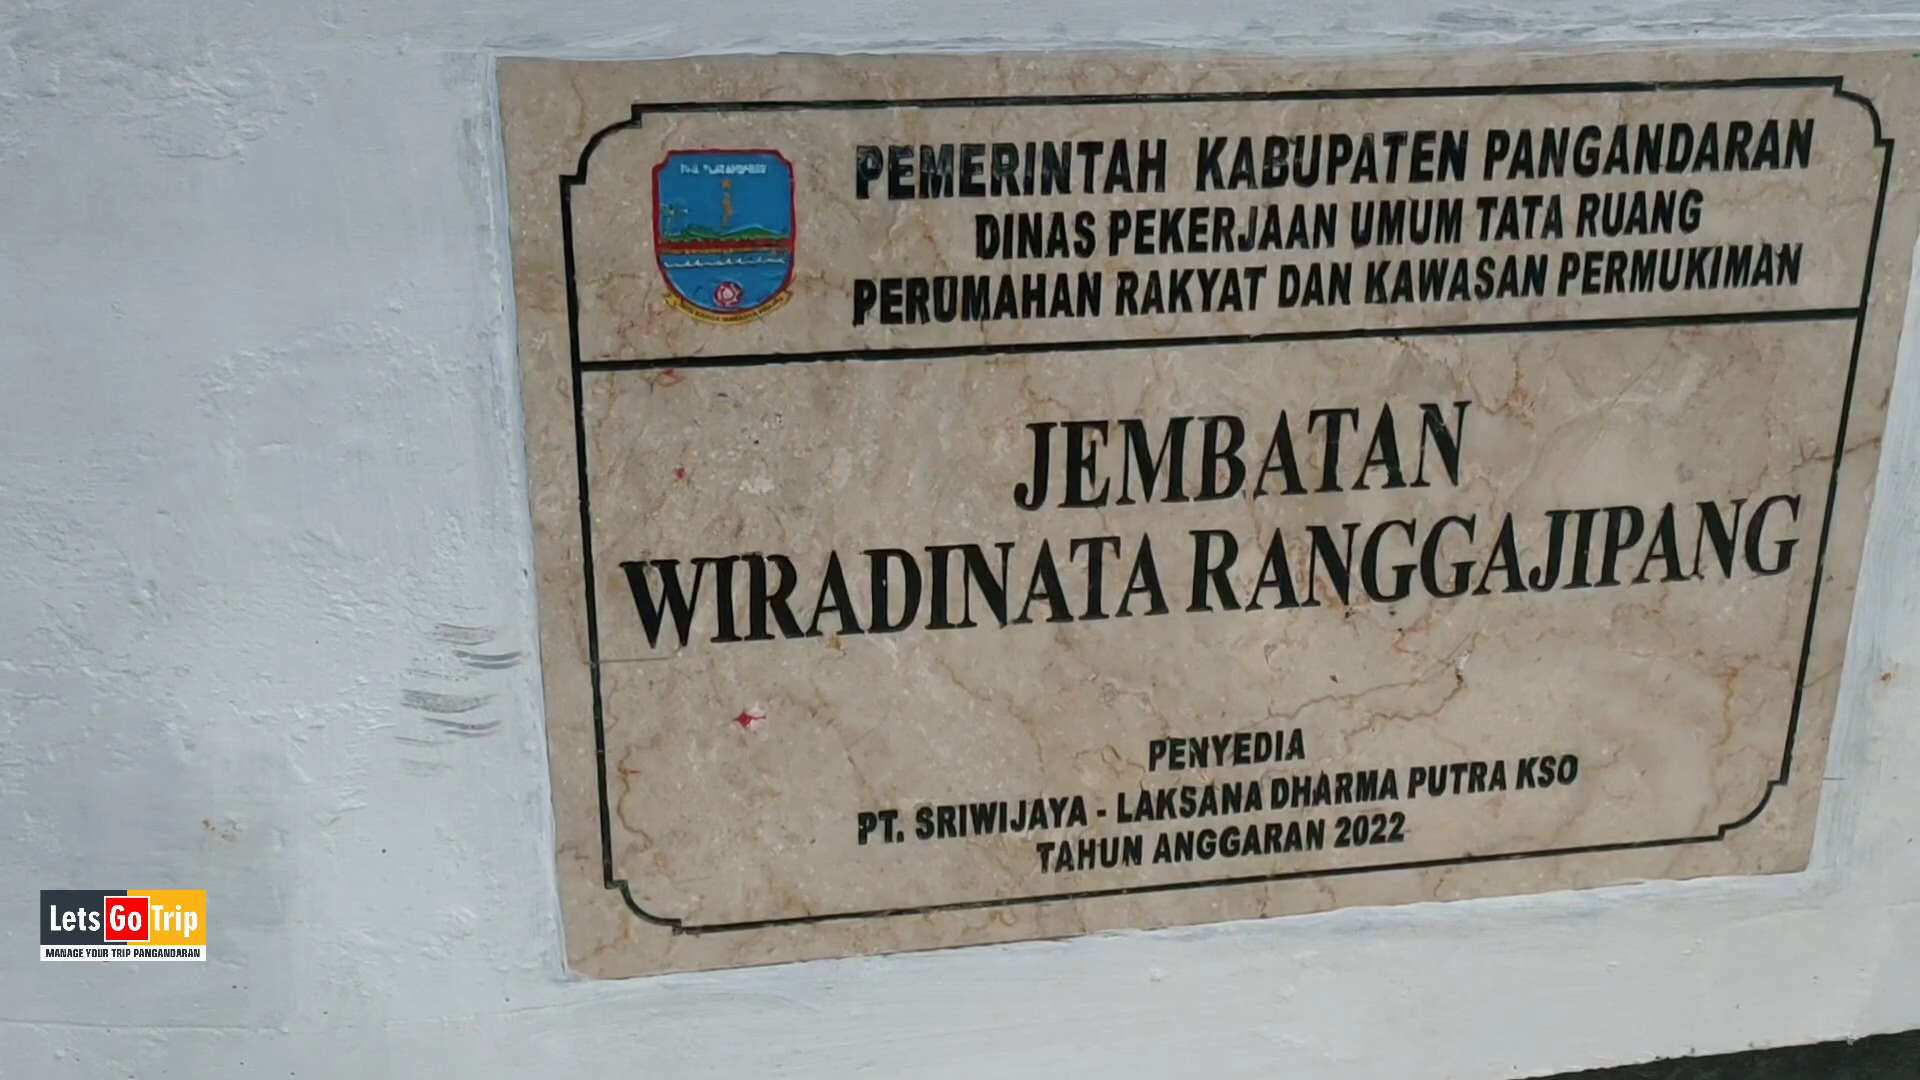 PEMERINTAH KABUPATEN PANGANDARAN
DINAS PEKERJAAN UMUM TATA RUANG
PERUMAHAN RAKYAT DAN KAWASAN PERMUKIMAN
JEMBATAN
WIRADINATA RANGGAJIPANG
PENYEDIA
PT. SRIWIJAYA - LAKSANA DHARMA PUTRA KSO
TAHUN ANGGARAN 2022
Lets Go Trip
MANAGE YOUR TRIP PANGANDARAN